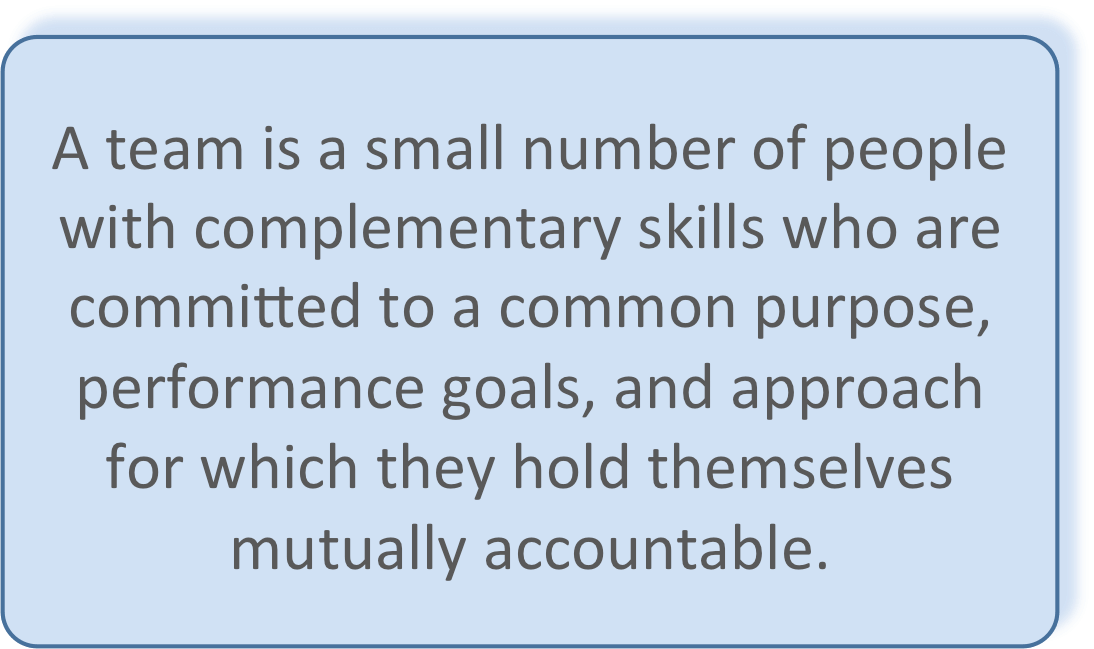 A team is a small number of people
with complementary skills who are
committed to a common purpose,
performance goals, and approach
for which they hold themselves
mutually accountable.